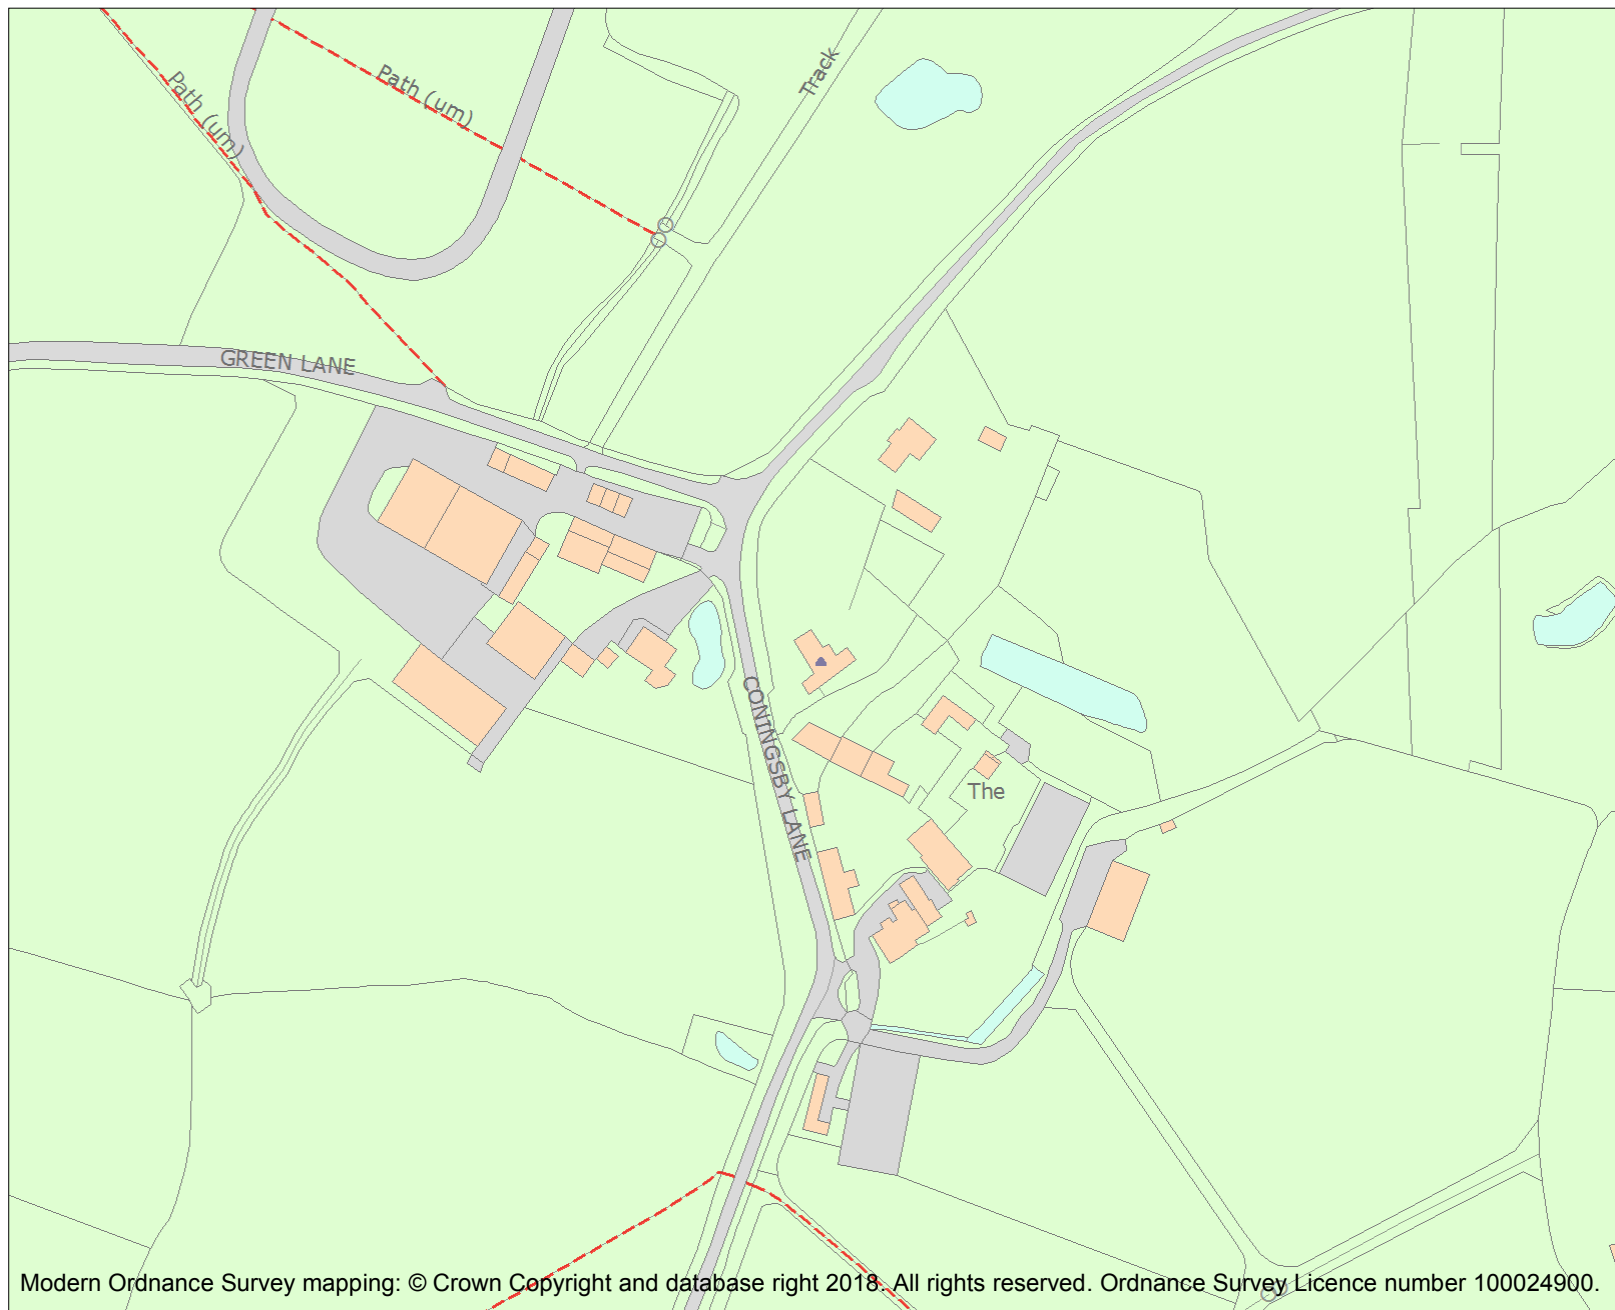 Track
Path (um)
Path (um)
GREEN LANE
CONINGSBY LANE
The
Modern Ordnance Survey mapping: © Crown Copyright and database right 2018. All rights reserved. Ordnance Survey Licence number 100024900.